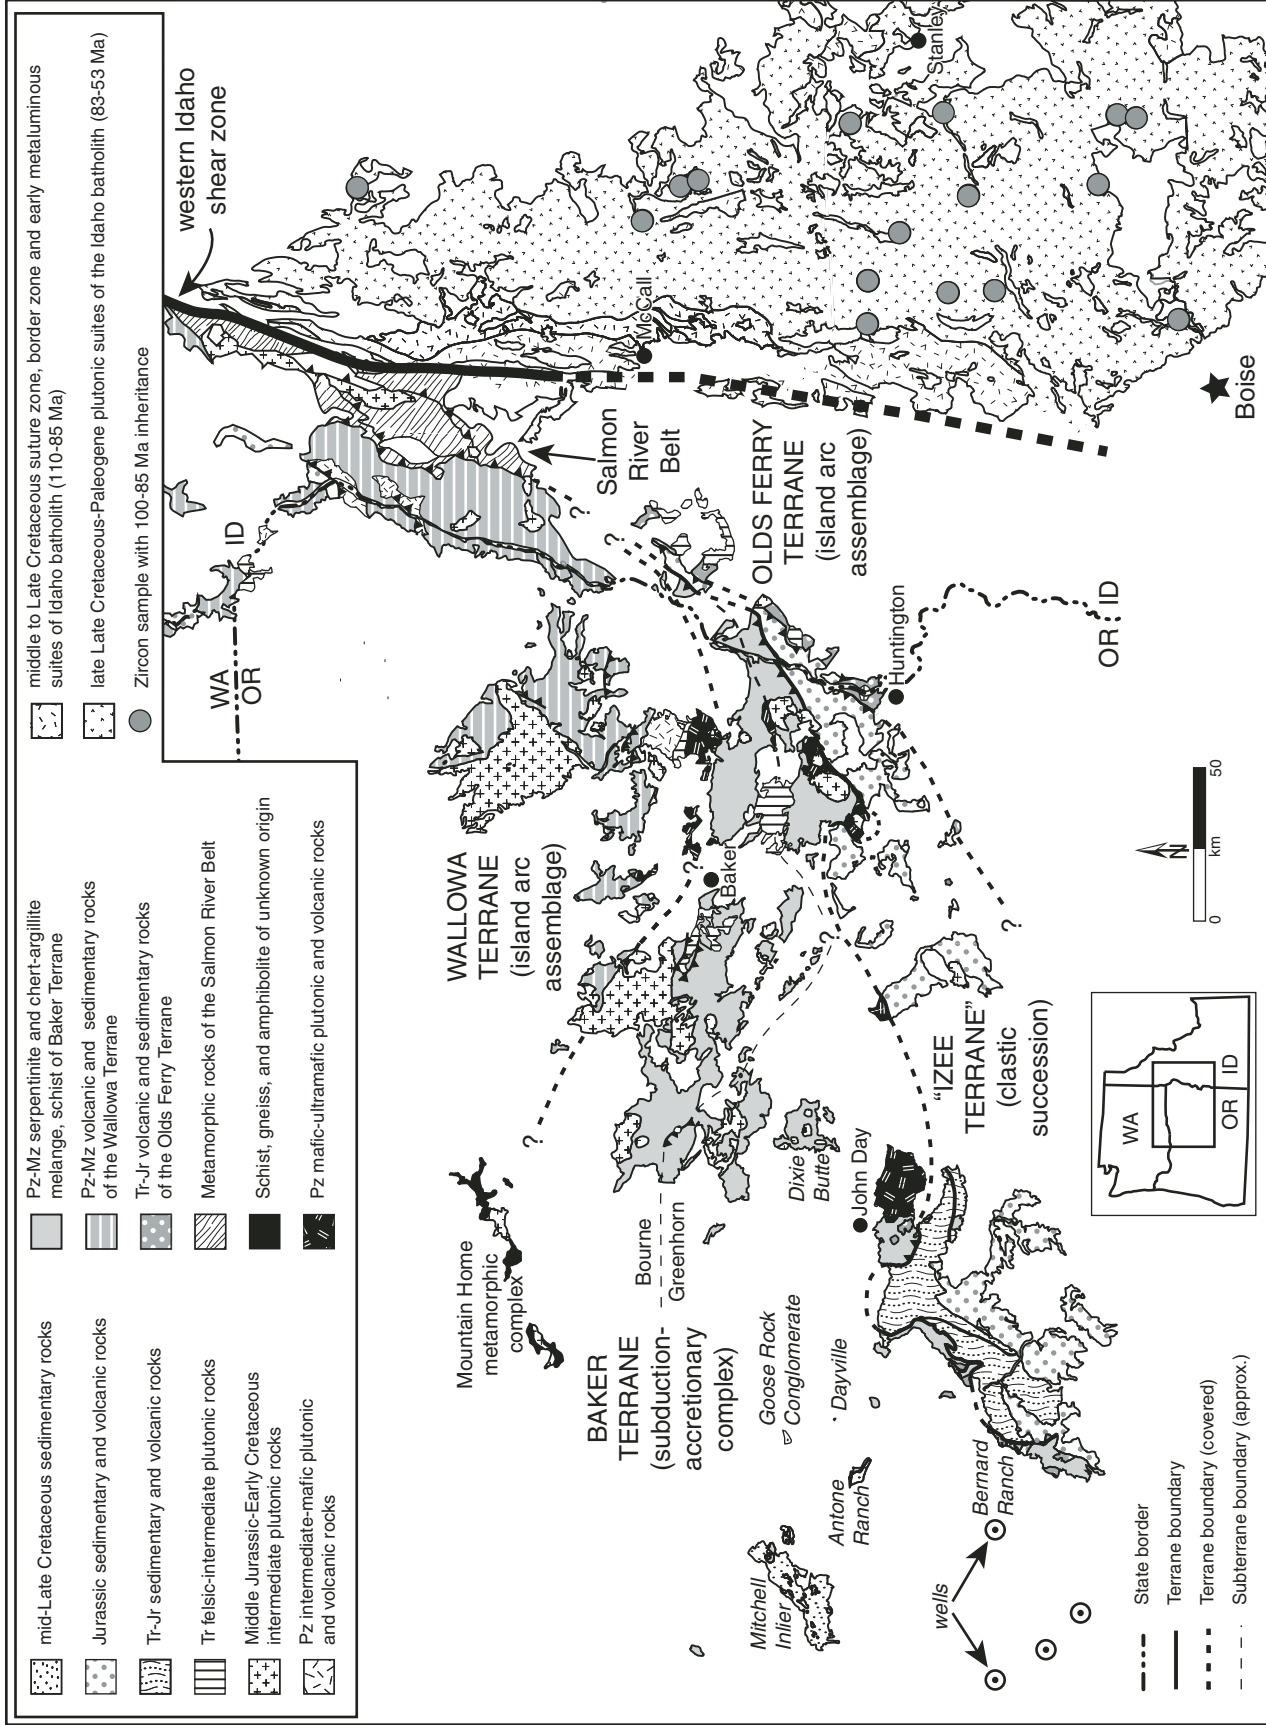 mid-Late Cretaceous sedimentary rocks
Jurassic sedimentary and volcanic rocks
Tr-Jr sedimentary and volcanic rocks
Tr felsic-intermediate plutonic rocks
Middle Jurassic-Early Cretaceous
intermediate plutonic rocks
Pz intermediate-mafic plutonic
and volcanic rocks
Pz-Mz serpentinite and chert-argillite
melange, schist of Baker Terrane
Pz-Mz volcanic and sedimentary rocks
of the Wallowa Terrane
Tr-Jr volcanic and sedimentary rocks
of the Olds Ferry Terrane
Metamorphic rocks of the Salmon River Belt
Schist, gneiss, and amphibolite of unknown origin
Pz mafic-ultramafic plutonic and volcanic rocks
middle to Late Cretaceous suture zone, border zone and early metaluminous
suites of Idaho batholith (110-85 Ma)
late Late Cretaceous-Paleogene plutonic suites of the Idaho batholith (83-53 Ma)
Zircon sample with 100-85 Ma inheritance
western Idaho
shear zone
WA
OR
ID
Mountain Home
metamorphic
complex
?
WALLOWA
TERRANE
(island arc
assemblage)
?
Baker
?
?
?
Salmon
River
Belt
McCall
Stanley
BAKER
TERRANE
(subduction-
accretionary
complex)
Bourne
Greenhorn
Dixie
Butte
John Day
Goose Rock
Conglomerate
Dayville
Antone
Ranch
Mitchell
Inlier
Bernard
Ranch
wells
OLDS FERRY
TERRANE
(island arc
assemblage)
Huntington
OR
ID
Boise
"IZEE
TERRANE"
(clastic
succession)
?
State border
Terrane boundary
Terrane boundary (covered)
Subterrane boundary (approx.)
WA
OR
ID
N
0
km
50